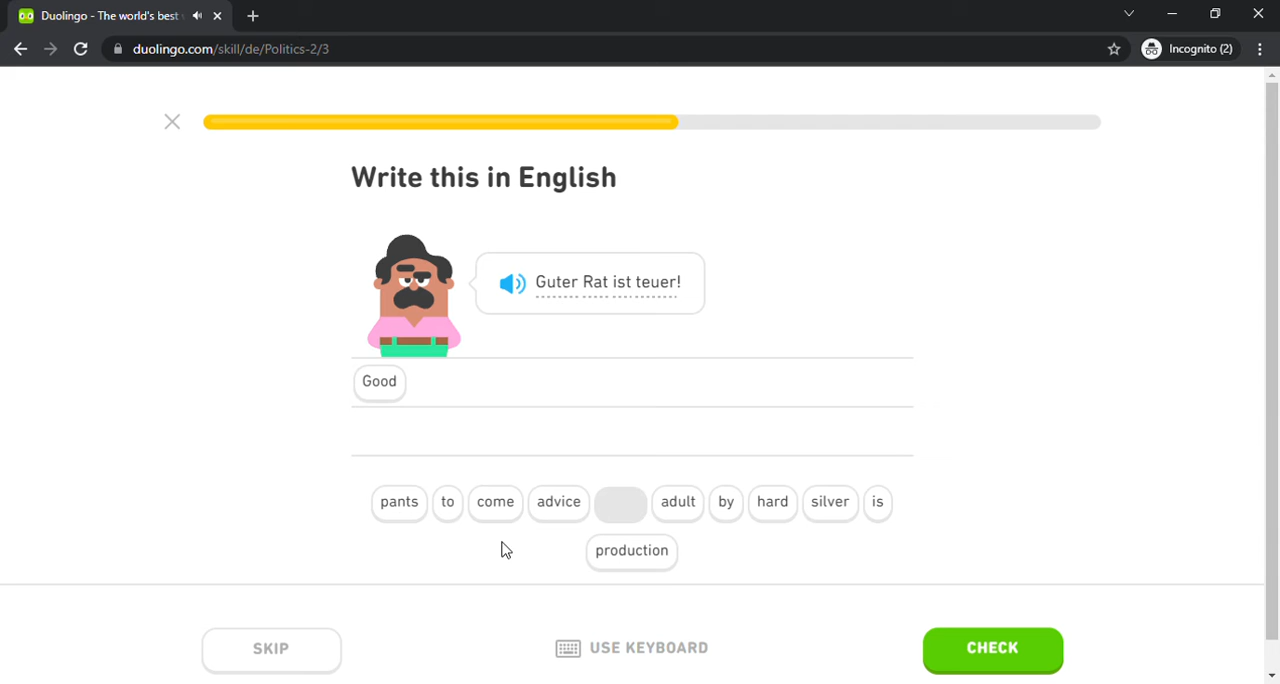 Duolingo - The world's best
duolingo.com/skill/de/Politics-2/3
Incognito (2)
Write this in English
Guter Rat ist teuer!
Good
pants to come advice adult by hard silver is
production
SKIP
USE KEYBOARD
CHECK